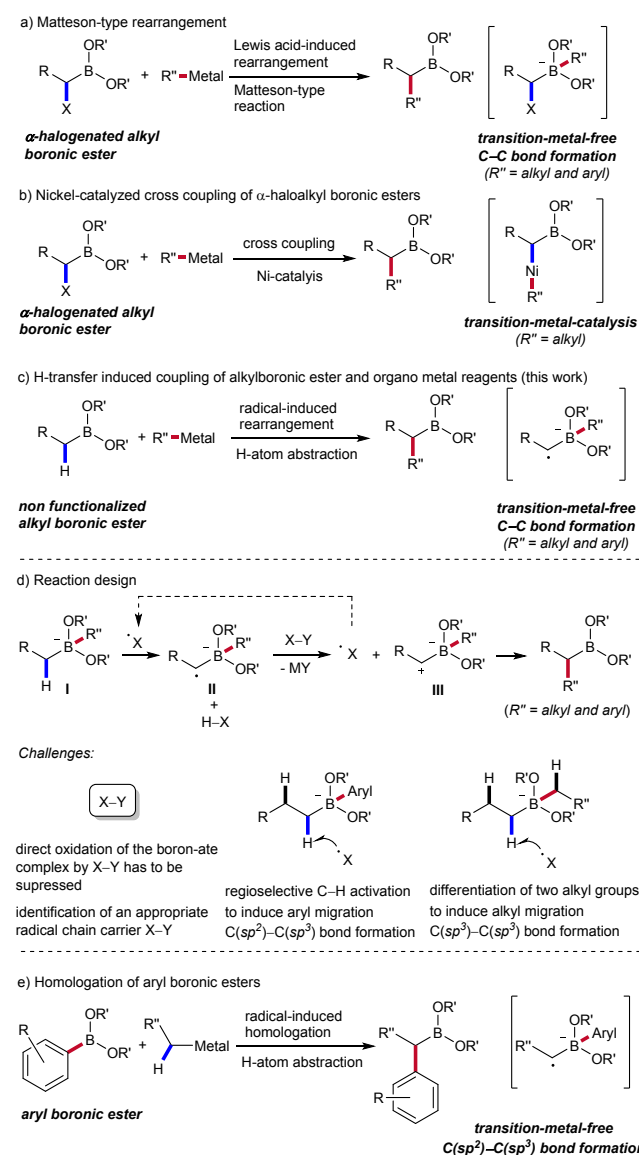 a) Matteson-type rearrangement
OR'
R
B
OR'
X
+ R''
Metal
Lewis acid-induced
rearrangement
Matteson-type
reaction
OR'
R
B
OR'
R''
OR'
R''
R
B
–
OR'
X
α-halogenated alkyl
boronic ester
transition-metal-free
C–C bond formation
(R'' = alkyl and aryl)
b) Nickel-catalyzed cross coupling of α-haloalkyl boronic esters
OR'
R
B
OR'
X
+ R''
Metal
cross coupling
Ni-catalyis
OR'
R
B
OR'
R''
OR'
R
B
OR'
Ni
R''
α-halogenated alkyl
boronic ester
transition-metal-catalysis
(R'' = alkyl)
c) H-transfer induced coupling of alkylboronic ester and organo metal reagents (this work)
OR'
R
B
OR'
H
+ R''
Metal
radical-induced
rearrangement
H-atom abstraction
OR'
R
B
OR'
R''
OR'
R''
R
B
–
OR'
·
non functionalized
alkyl boronic ester
transition-metal-free
C–C bond formation
(R'' = alkyl and aryl)
d) Reaction design
OR'
R''
R
B
–
OR'
H
I
·X
OR'
R''
R
B
–
OR'
·
II
+
H–X
X–Y
- MY
·X
+
OR'
R''
R
B
–
OR'
+
III
OR'
R
B
OR'
R''
(R'' = alkyl and aryl)
Challenges:
X–Y
direct oxidation of the boron-ate
complex by X–Y has to be
supressed
identification of an appropriate
radical chain carrier X–Y
H
OR'
Aryl
R
B
–
OR'
H
·X
regioselective C–H activation
to induce aryl migration
C(sp²)–C(sp³) bond formation
H
H
R'O
R
B
–
R''
OR'
H
·X
differentiation of two alkyl groups
to induce alkyl migration
C(sp³)–C(sp³) bond formation
e) Homologation of aryl boronic esters
R
OR'
B
OR'
+
R''
Metal
H
radical-induced
homologation
H-atom abstraction
OR'
R''
B
OR'
R
OR'
Aryl
R''
B
–
OR'
·
aryl boronic ester
transition-metal-free
C(sp²)–C(sp³) bond formation